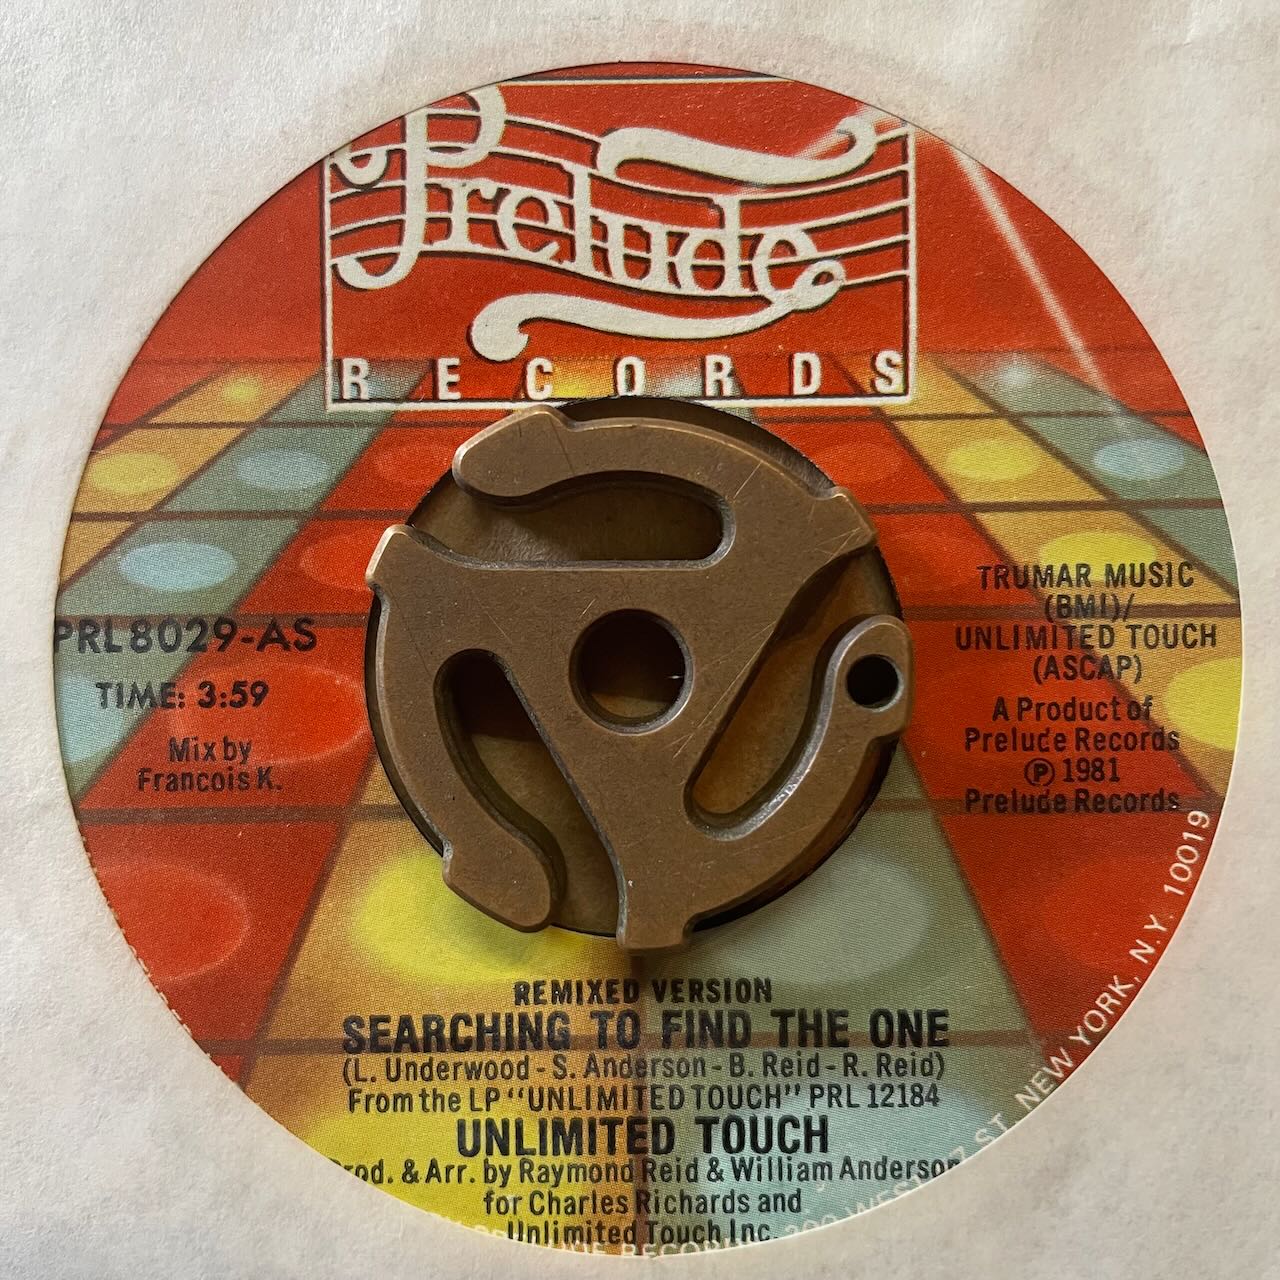 Prelude
RECORDS
PRL8029-AS
TIME: 3:59
Mix by
Francois K.
TRUMAR MUSIC
(BMI)/
UNLIMITED TOUCH
(ASCAP)
A Product of
Prelude Records
℗ 1981
Prelude Records
REMIXED VERSION
SEARCHING TO FIND THE ONE
(L. Underwood - S. Anderson - B. Reid - R. Reid)
From the LP "UNLIMITED TOUCH" PRL 12184
UNLIMITED TOUCH
Prod. & Arr. by Raymond Reid & William Anderson
for Charles Richards and
Unlimited Touch Inc.
ST. NEW YORK, N.Y. 10019